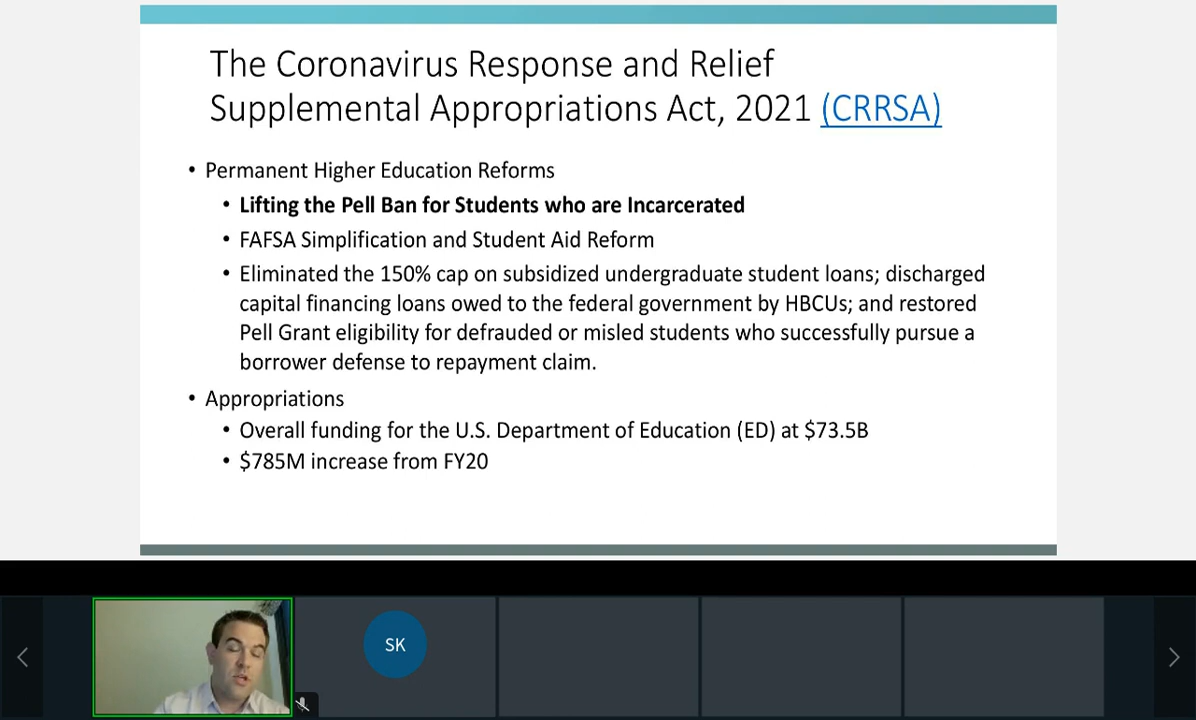 The Coronavirus Response and Relief
Supplemental Appropriations Act, 2021 (CRRSA)
• Permanent Higher Education Reforms
• Lifting the Pell Ban for Students who are Incarcerated
• FAFSA Simplification and Student Aid Reform
• Eliminated the 150% cap on subsidized undergraduate student loans; discharged
capital financing loans owed to the federal government by HBCUs; and restored
Pell Grant eligibility for defrauded or misled students who successfully pursue a
borrower defense to repayment claim.
• Appropriations
• Overall funding for the U.S. Department of Education (ED) at $73.5B
• $785M increase from FY20
SK